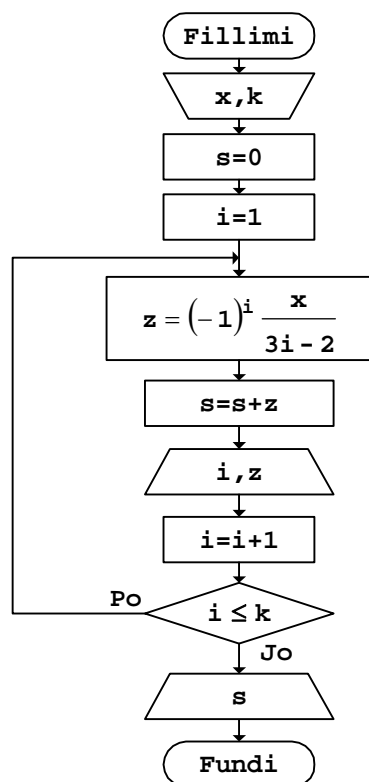 Fillimi
x,k
s=0
i=1
z = (-1)^i x/(3i-2)
s=s+z
i,z
i=i+1
Po
i ≤ k
Jo
s
Fundi